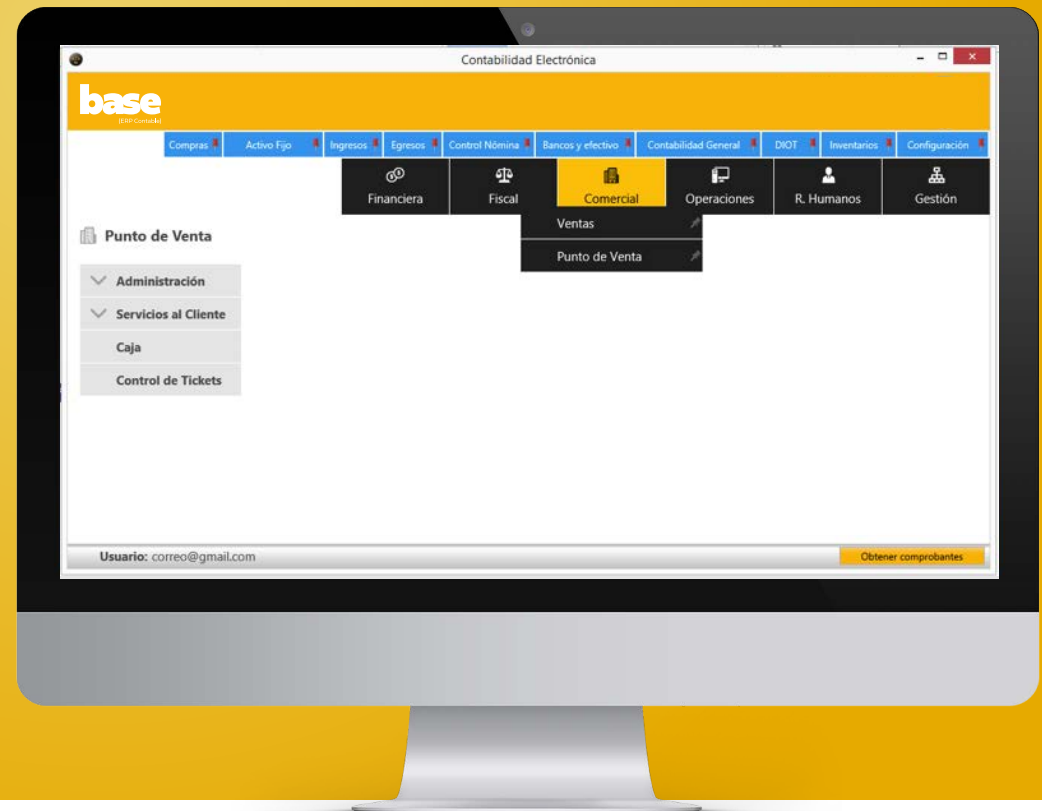 Contabilidad Electrónica
base
(ERP Contable)
Compras Activo Fijo Ingresos Egresos Control Nómina Bancos y efectivo Contabilidad General DIOT Inventarios Configuración
Financiera Fiscal Comercial Operaciones R. Humanos Gestión
Ventas
Punto de Venta
Punto de Venta
Administración
Servicios al Cliente
Caja
Control de Tickets
Usuario: correo@gmail.com
Obtener comprobantes